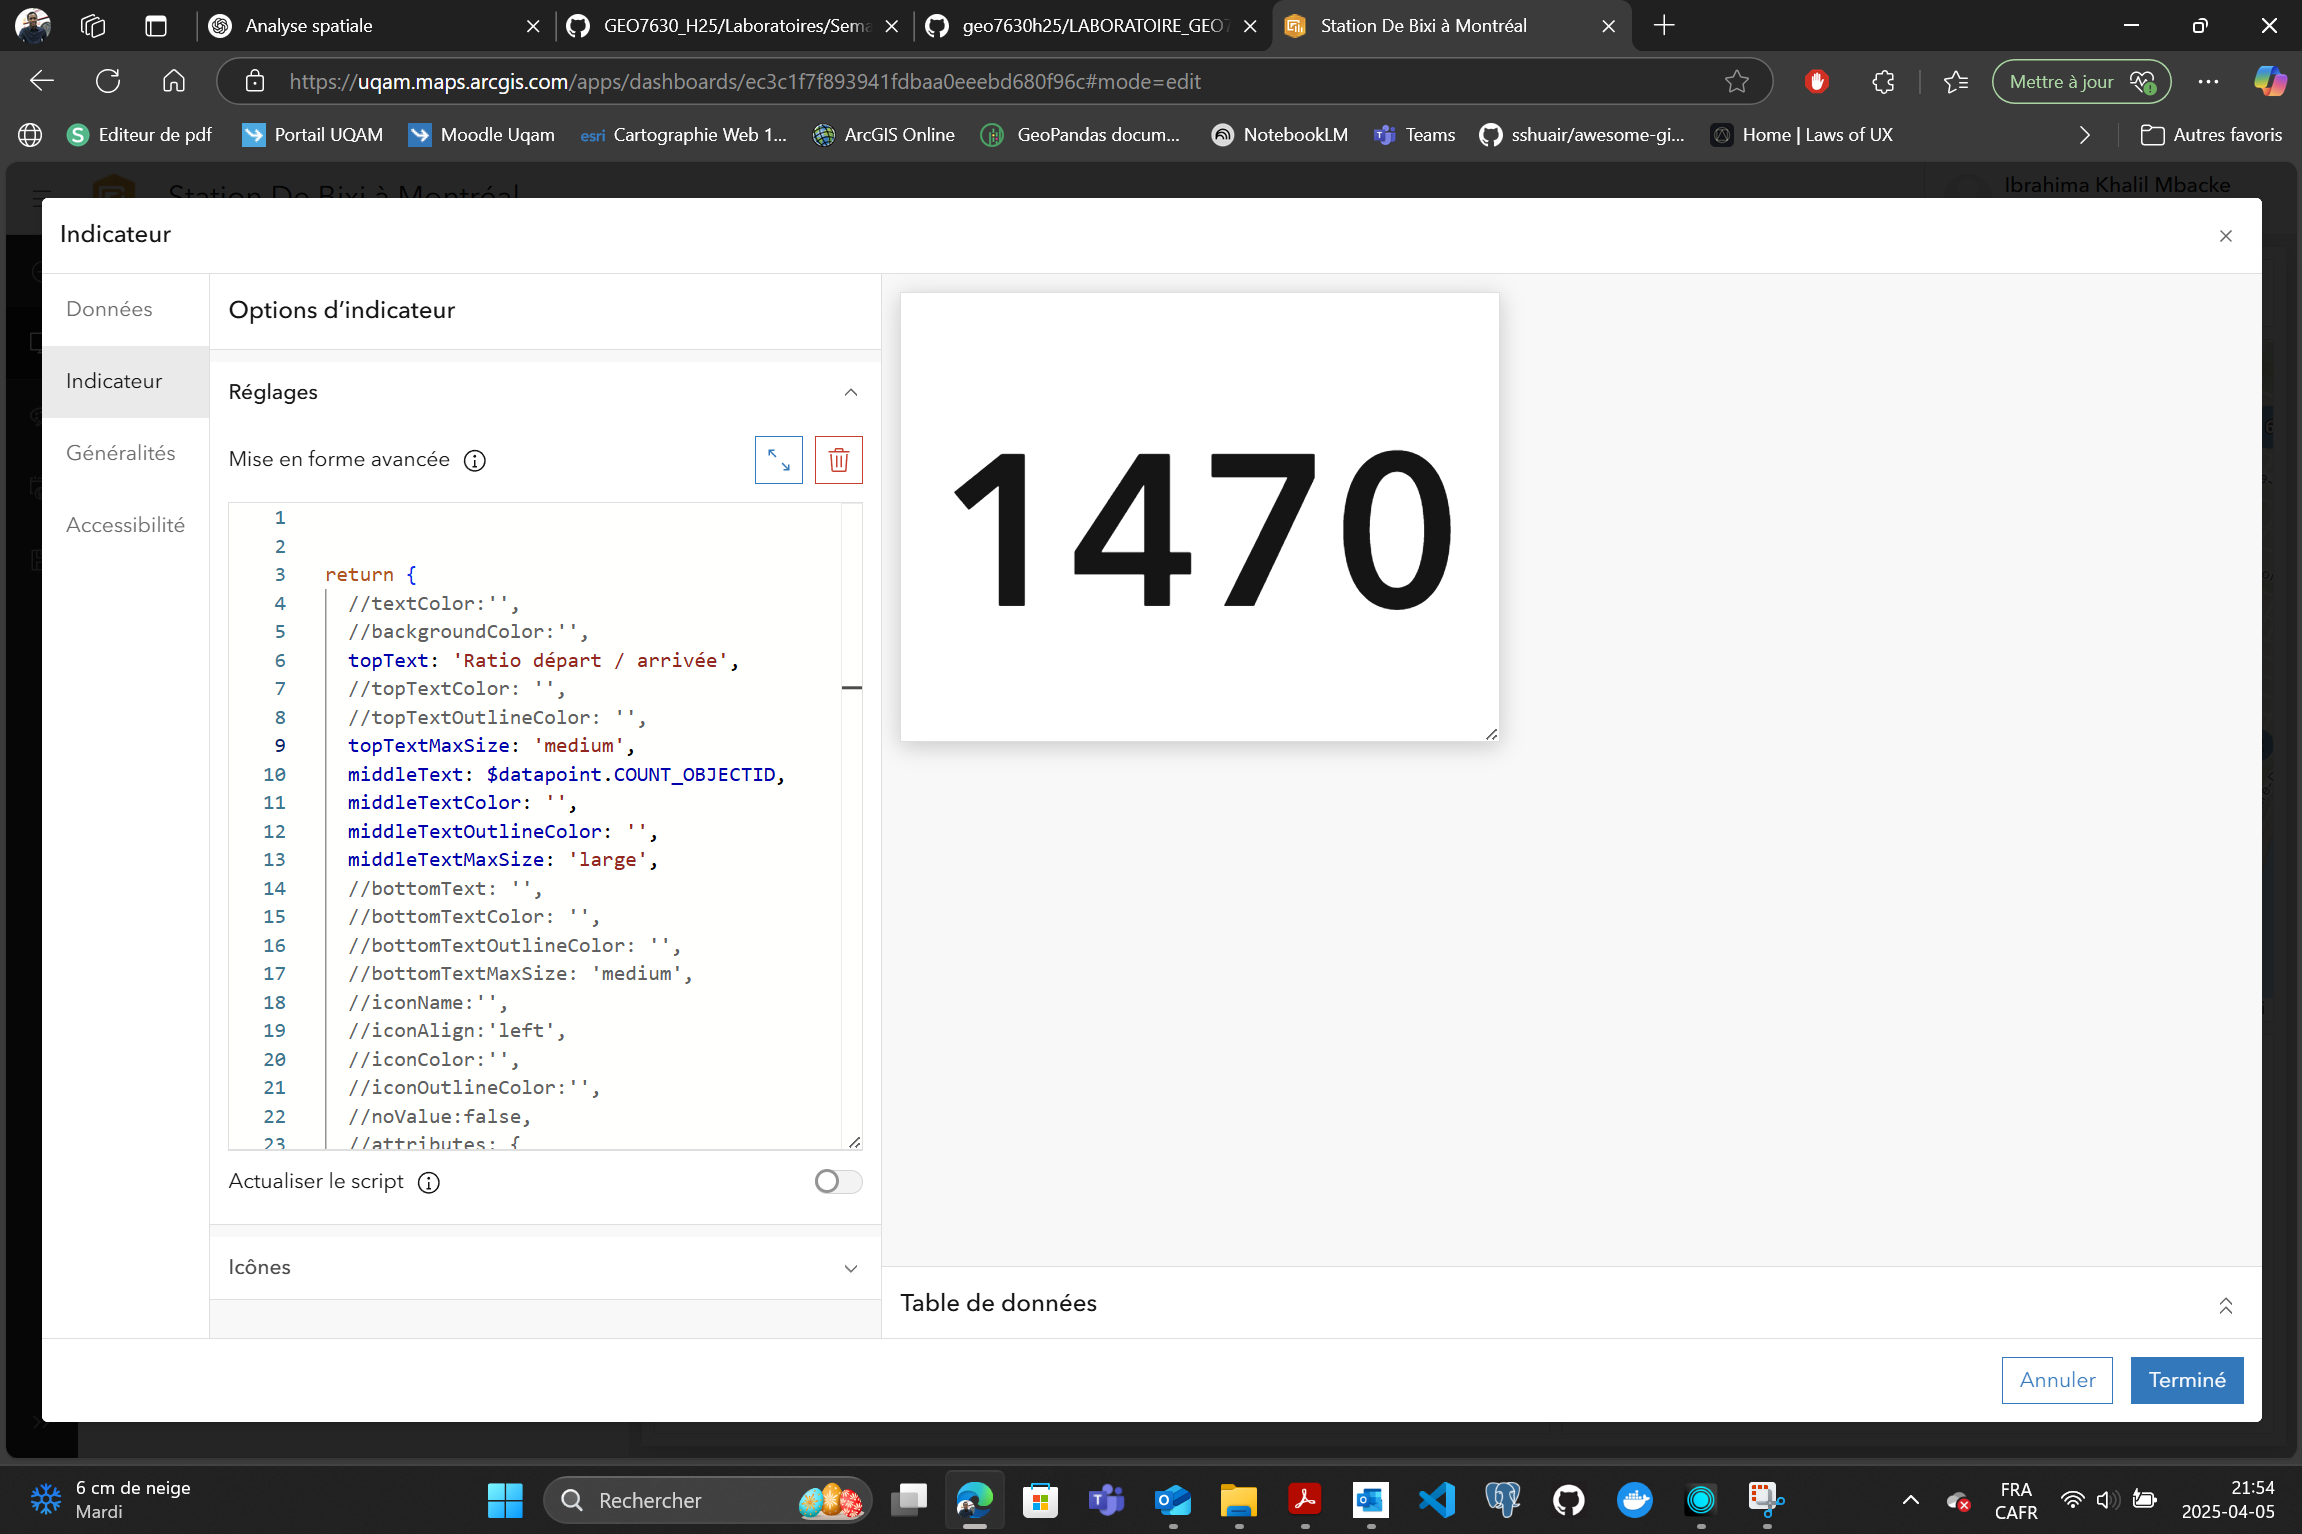 Analyse spatiale
GEO7630_H25/Laboratoires/Sema
geo7630h25/LABORATOIRE_GEO7
Station De Bixi à Montréal
https://uqam.maps.arcgis.com/apps/dashboards/ec3c1f7f893941fdbaa0eeebd680f96c#mode=edit
Mettre à jour
Editeur de pdf
Portail UQAM
Moodle Uqam
esri Cartographie Web 1...
ArcGIS Online
GeoPandas docum...
NotebookLM
Teams
sshuair/awesome-gi...
Home | Laws of UX
Autres favoris
Station De Bixi à Montréal
Ibrahima Khalil Mbacke
Indicateur
Données
Indicateur
Généralités
Accessibilité
Options d’indicateur
Réglages
Mise en forme avancée
1
2
3 return {
4 //textColor:'',
5 //backgroundColor:'',
6 topText: 'Ratio départ / arrivée',
7 //topTextColor: '',
8 //topTextOutlineColor: '',
9 topTextMaxSize: 'medium',
10 middleText: $datapoint.COUNT_OBJECTID,
11 middleTextColor: '',
12 middleTextOutlineColor: '',
13 middleTextMaxSize: 'large',
14 //bottomText: '',
15 //bottomTextColor: '',
16 //bottomTextOutlineColor: '',
17 //bottomTextMaxSize: 'medium',
18 //iconName:'',
19 //iconAlign:'left',
20 //iconColor:'',
21 //iconOutlineColor:'',
22 //noValue:false,
23 //attributes: {
Actualiser le script
Icônes
1470
Table de données
Annuler
Terminé
6 cm de neige
Mardi
Rechercher
FRA
CAFR
21:54
2025-04-05